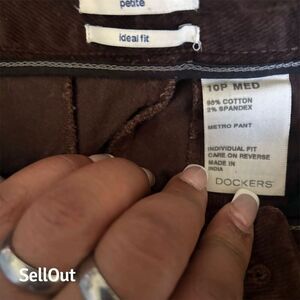 petite
ideal fit
10P MED
98% COTTON
2% SPANDEX
METRO PANT
INDIVIDUAL FIT
CARE ON REVERSE
MADE IN
INDIA
DOCKERS
SellOut